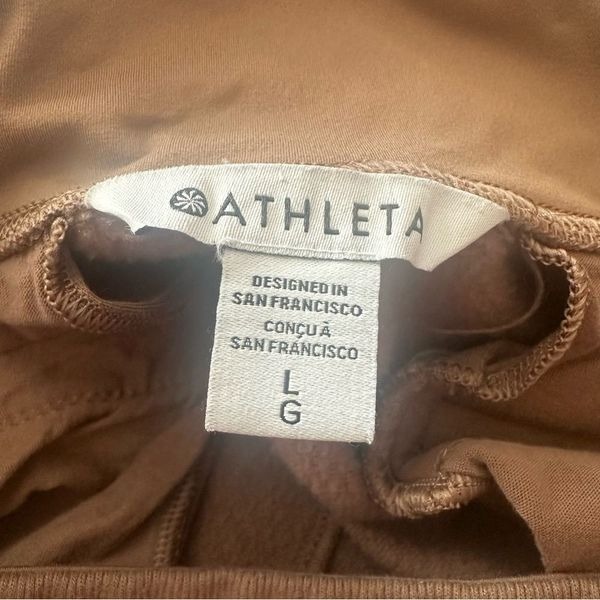 ATHLETA
DESIGNED IN
SAN FRANCISCO
CONÇU À
SAN FRANCISCO
L
G